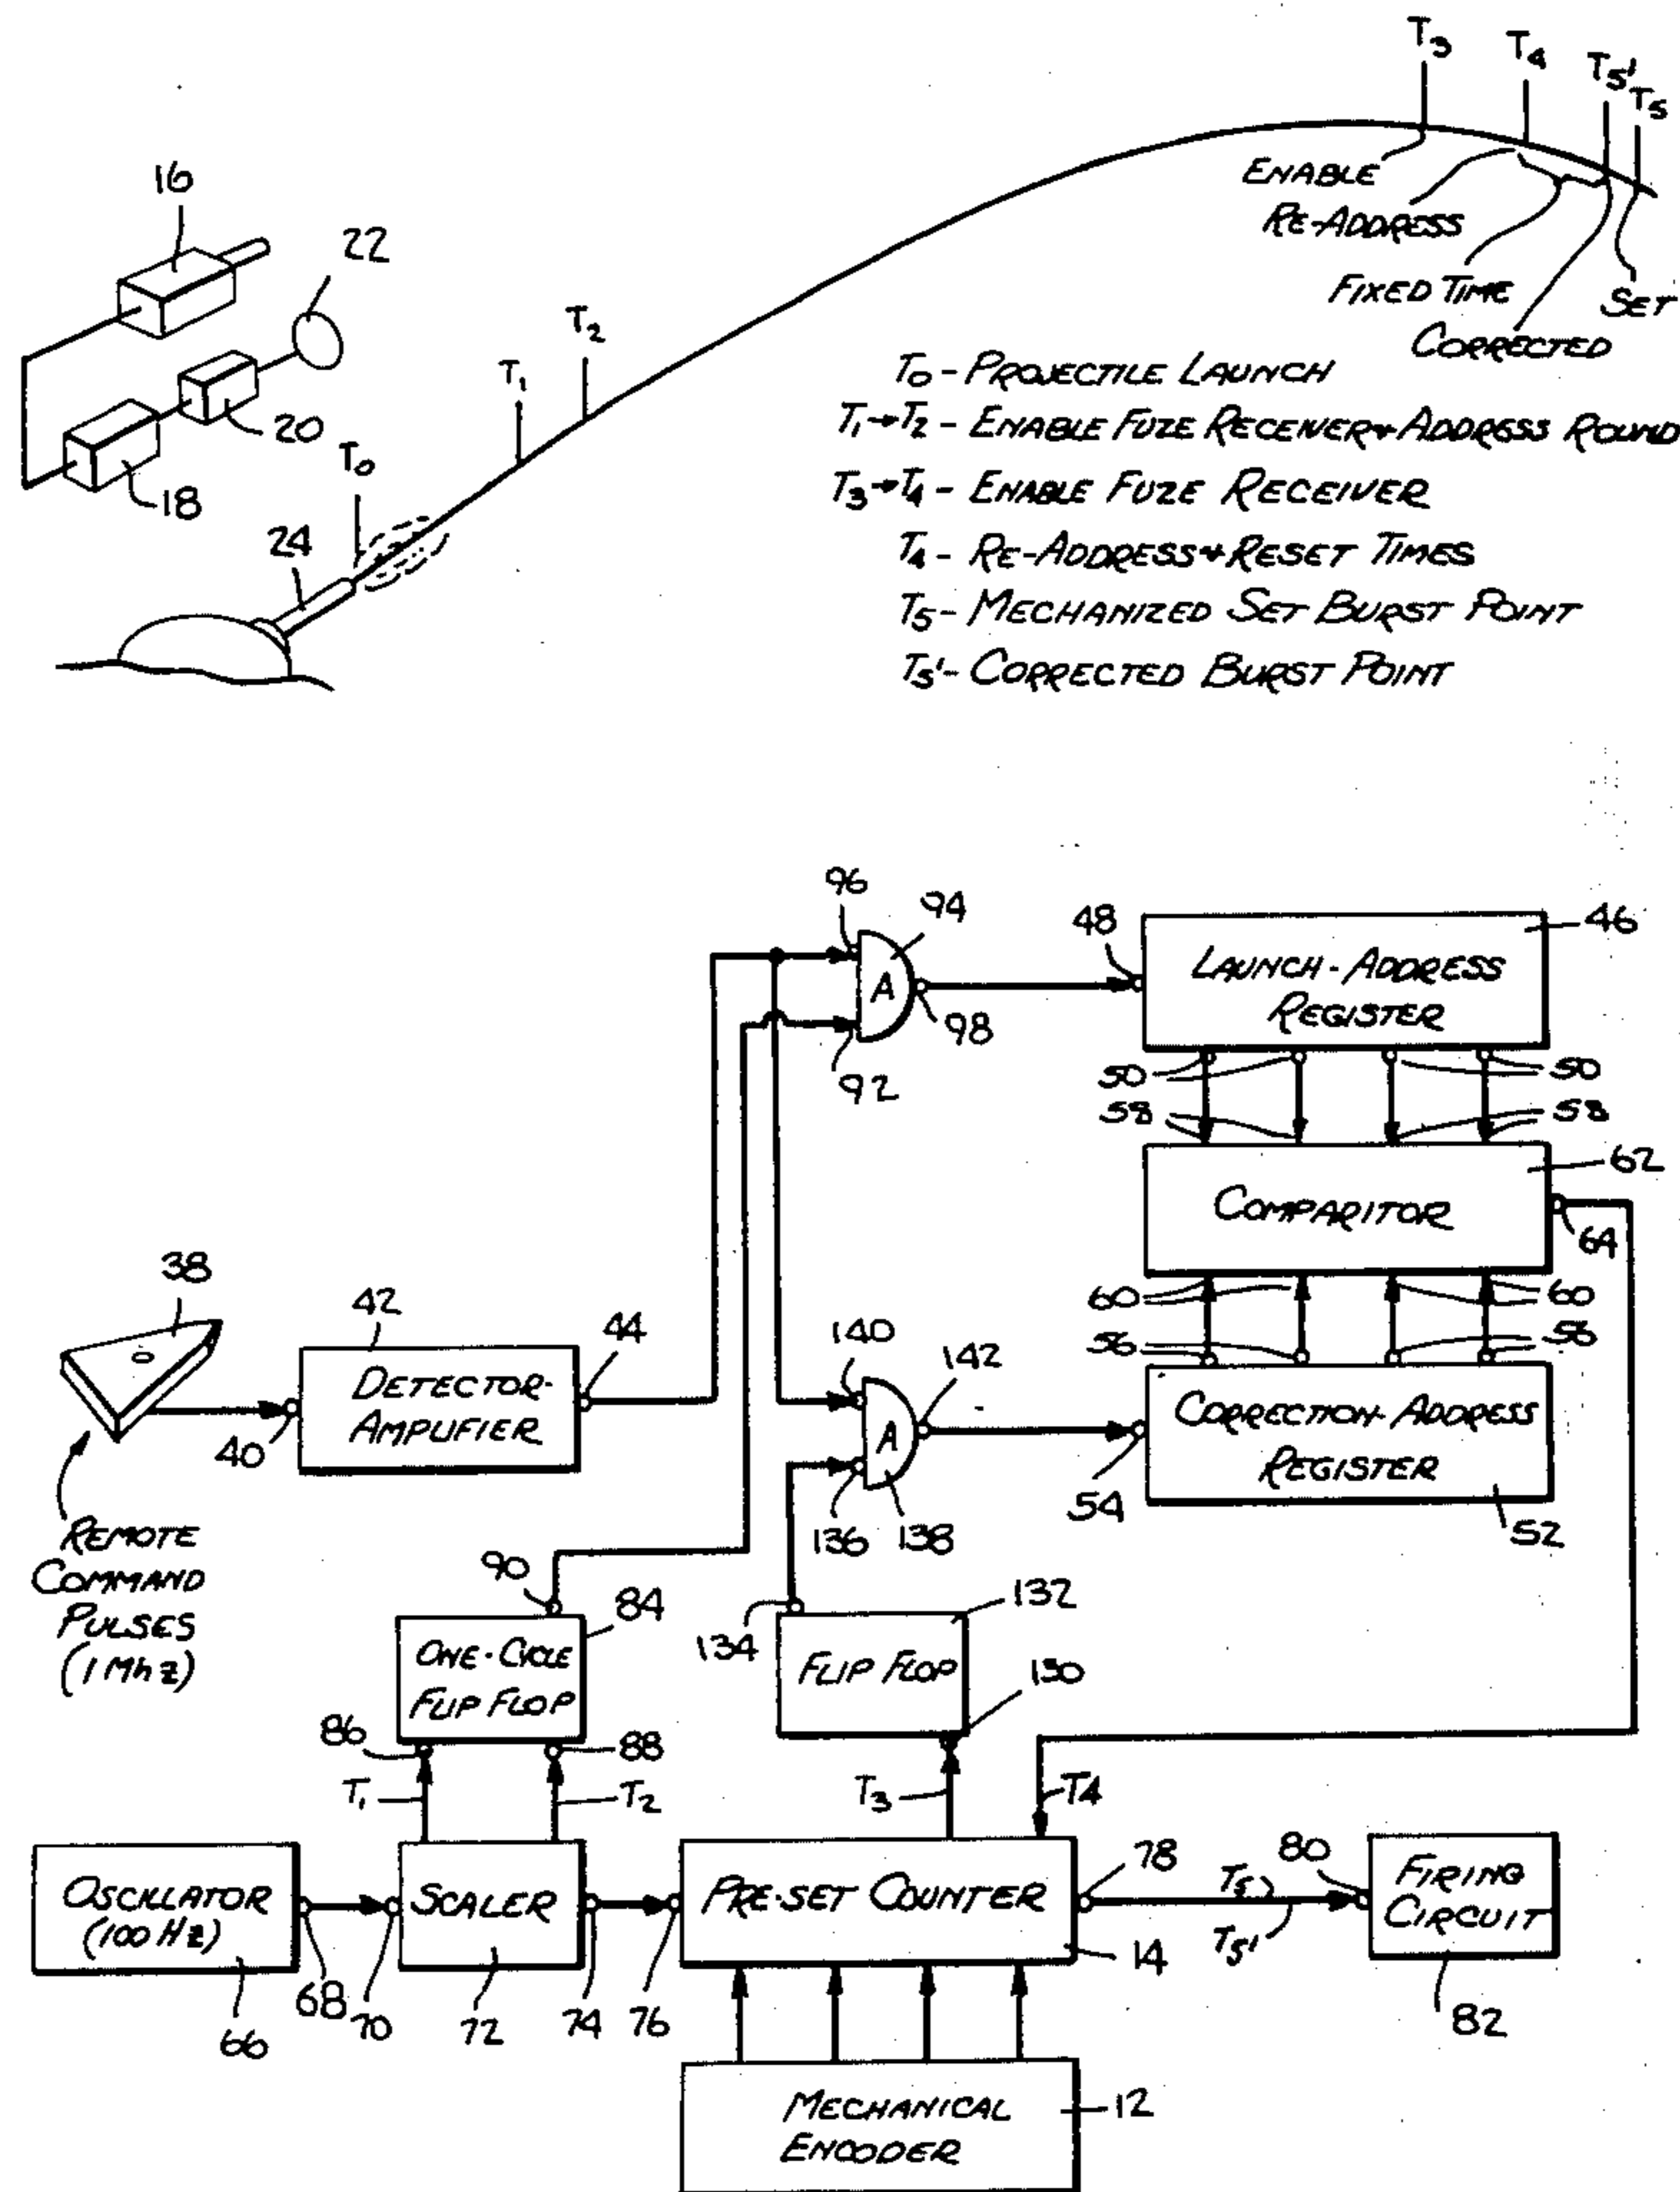 T3
T4
T5'
T5
ENABLE
RE-ADDRESS
FIXED TIME
SET
CORRECTED
16
22
20
18
T0
T1
T2
24
T0 - PROJECTILE LAUNCH
T1→T2 - ENABLE FUZE RECEIVER + ADDRESS ROUND
T3→T4 - ENABLE FUZE RECEIVER
T4 - RE-ADDRESS + RESET TIMES
T5 - MECHANIZED SET BURST POINT
T5' - CORRECTED BURST POINT
96
94
A
98
92
48
46
LAUNCH-ADDRESS
REGISTER
50
50
58
58
62
COMPARITOR
64
60
60
56
56
38
42
44
DETECTOR-
AMPLIFIER
40
140
142
A
136
138
54
CORRECTION-ADDRESS
REGISTER
52
REMOTE
COMMAND
PULSES
(1 Mhz)
90
84
ONE-CYCLE
FLIP FLOP
86
88
T1
T2
134
132
FLIP FLOP
130
T3
T4
OSCILLATOR
(100 Hz)
66
68
70
SCALER
72
74
76
PRE-SET COUNTER
14
78
T5
T5'
80
FIRING
CIRCUIT
82
MECHANICAL
ENCODER
12